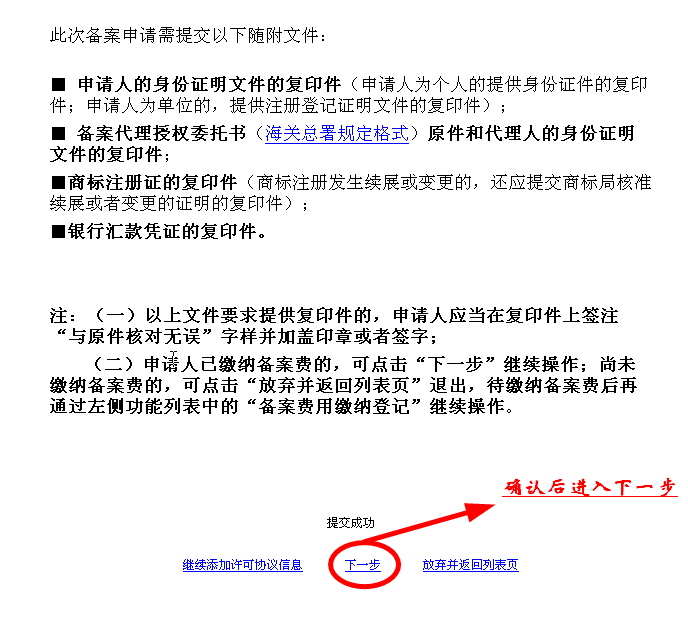 此次备案申请需提交以下随附文件：
■ 申请人的身份证明文件的复印件（申请人为个人的提供身份证件的复印
件；申请人为单位的，提供注册登记证明文件的复印件）；
■ 备案代理授权委托书（海关总署规定格式）原件和代理人的身份证明
文件的复印件；
■商标注册证的复印件（商标注册发生续展或变更的，还应提交商标局核准
续展或者变更的证明的复印件）；
■银行汇款凭证的复印件。
注：（一）以上文件要求提供复印件的，申请人应当在复印件上签注
“与原件核对无误”字样并加盖印章或者签字；
（二）申请人已缴纳备案费的，可点击“下一步”继续操作；尚未
缴纳备案费的，可点击“放弃并返回列表页”退出，待缴纳备案费后再
通过左侧功能列表中的“备案费用缴纳登记”继续操作。
确认后进入下一步
提交成功
继续添加许可协议信息 下一步 放弃并返回列表页